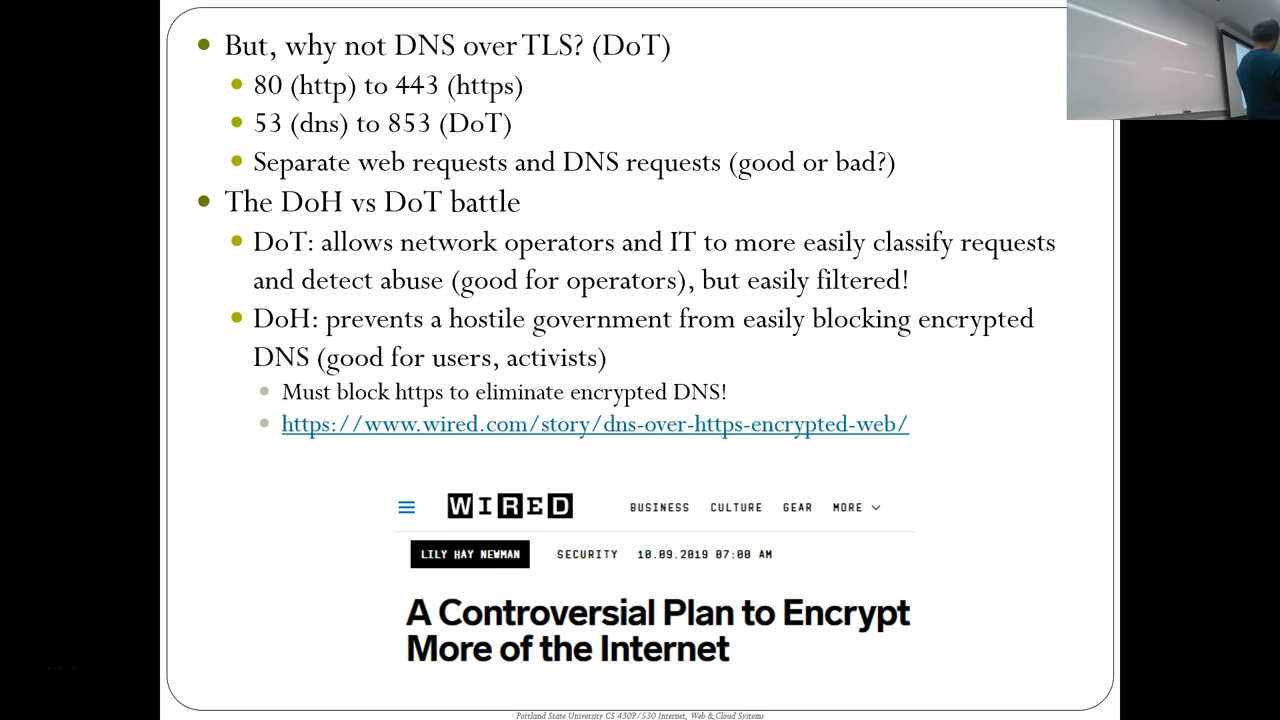 But, why not DNS over TLS? (DoT)
80 (http) to 443 (https)
53 (dns) to 853 (DoT)
Separate web requests and DNS requests (good or bad?)
The DoH vs DoT battle
DoT: allows network operators and IT to more easily classify requests
and detect abuse (good for operators), but easily filtered!
DoH: prevents a hostile government from easily blocking encrypted
DNS (good for users, activists)
Must block https to eliminate encrypted DNS!
https://www.wired.com/story/dns-over-https-encrypted-web/
WIRED BUSINESS CULTURE GEAR MORE
LILY HAY NEWMAN SECURITY 10.09.2019 07:00 AM
A Controversial Plan to Encrypt
More of the Internet
Portland State University CS 430P/530 Internet, Web & Cloud Systems